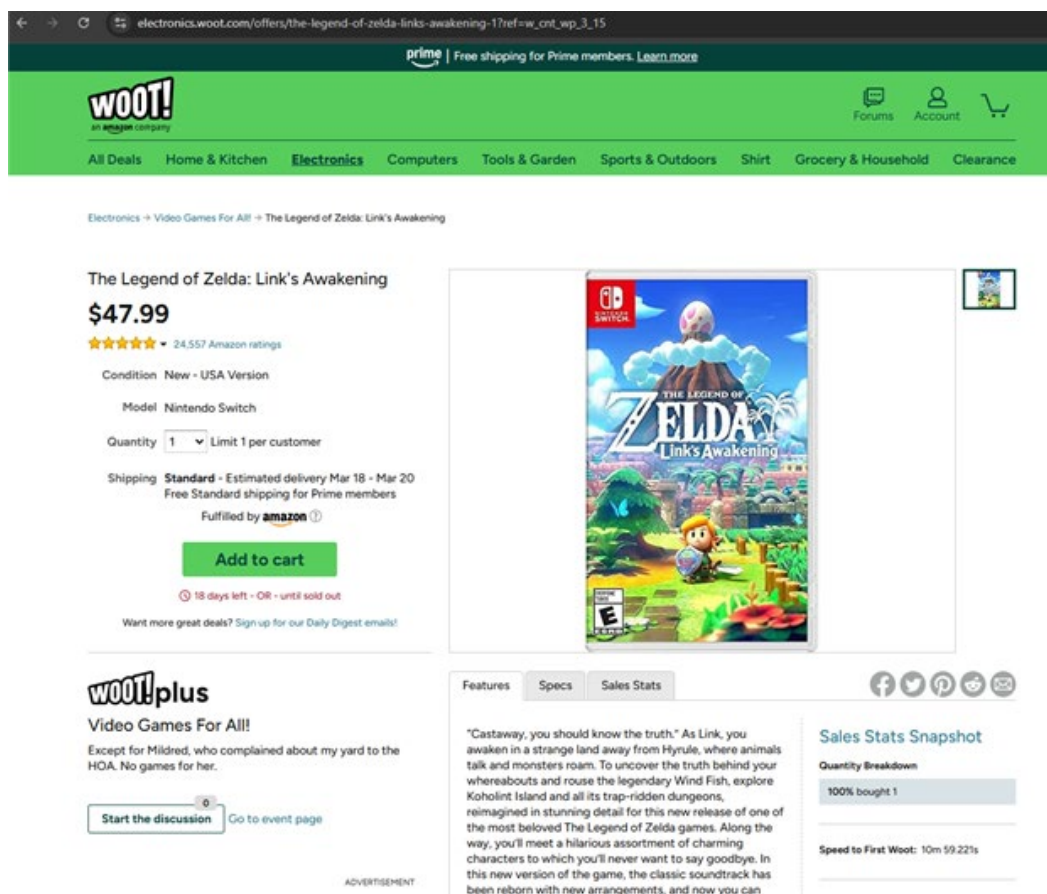 electronics.woot.com/offers/the-legend-of-zelda-links-awakening-1?ref=w_cnt_wp_3_15
prime | Free shipping for Prime members. Learn more
WOOT!
an amazon company
Forums
Account
All Deals Home & Kitchen Electronics Computers Tools & Garden Sports & Outdoors Shirt Grocery & Household Clearance
Electronics → Video Games For All! → The Legend of Zelda: Link's Awakening
The Legend of Zelda: Link's Awakening
$47.99
24,557 Amazon ratings
Condition New - USA Version
Model Nintendo Switch
Quantity 1 Limit 1 per customer
Shipping Standard - Estimated delivery Mar 18 - Mar 20
Free Standard shipping for Prime members
Fulfilled by amazon ?
Add to cart
18 days left - OR - until sold out
Want more great deals? Sign up for our Daily Digest emails!
NINTENDO
SWITCH
THE LEGEND OF
ZELDA
Link's Awakening
EVERYONE
E
ESRB
WOOT! plus
Video Games For All!
Except for Mildred, who complained about my yard to the
HOA. No games for her.
0
Start the discussion Go to event page
ADVERTISEMENT
Features Specs Sales Stats
"Castaway, you should know the truth." As Link, you
awaken in a strange land away from Hyrule, where animals
talk and monsters roam. To uncover the truth behind your
whereabouts and rouse the legendary Wind Fish, explore
Koholint Island and all its trap-ridden dungeons,
reimagined in stunning detail for this new release of one of
the most beloved The Legend of Zelda games. Along the
way, you'll meet a hilarious assortment of charming
characters to which you'll never want to say goodbye. In
this new version of the game, the classic soundtrack has
been reborn with new arrangements, and now you can
Sales Stats Snapshot
Quantity Breakdown
100% bought 1
Speed to First Woot: 10m 59.221s